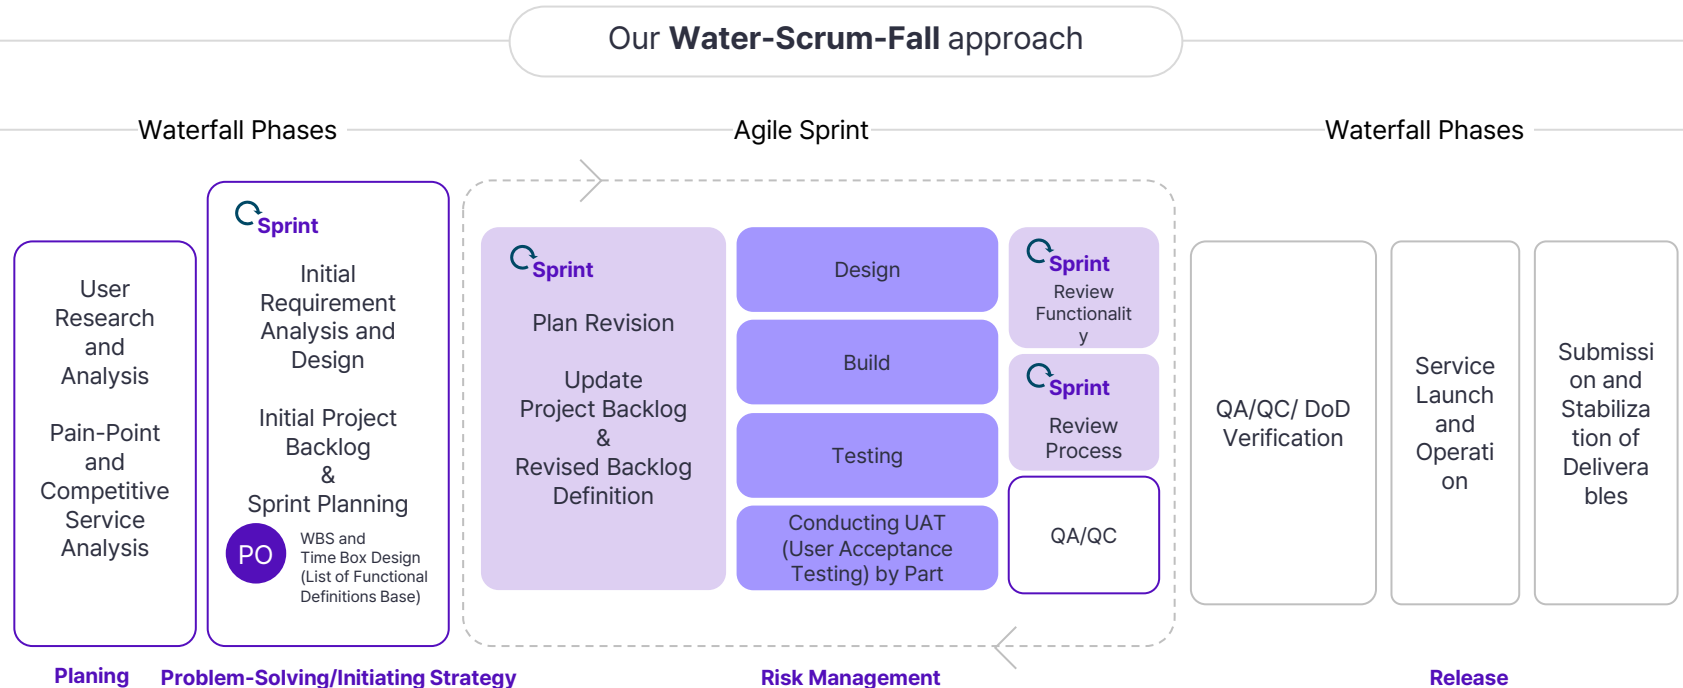 Our Water-Scrum-Fall approach
Waterfall Phases
Agile Sprint
Waterfall Phases
User
Research
and
Analysis
Pain-Point
and
Competitive
Service
Analysis
Sprint
Initial
Requirement
Analysis and
Design
Initial Project
Backlog
&
Sprint Planning
PO
WBS and
Time Box Design
(List of Functional
Definitions Base)
Sprint
Plan Revision
Update
Project Backlog
&
Revised Backlog
Definition
Design
Build
Testing
Conducting UAT
(User Acceptance
Testing) by Part
Sprint
Review
Functionalit
y
Sprint
Review
Process
QA/QC
QA/QC/ DoD
Verification
Service
Launch
and
Operati
on
Submissi
on and
Stabiliza
tion of
Delivera
bles
Planing
Problem-Solving/Initiating Strategy
Risk Management
Release